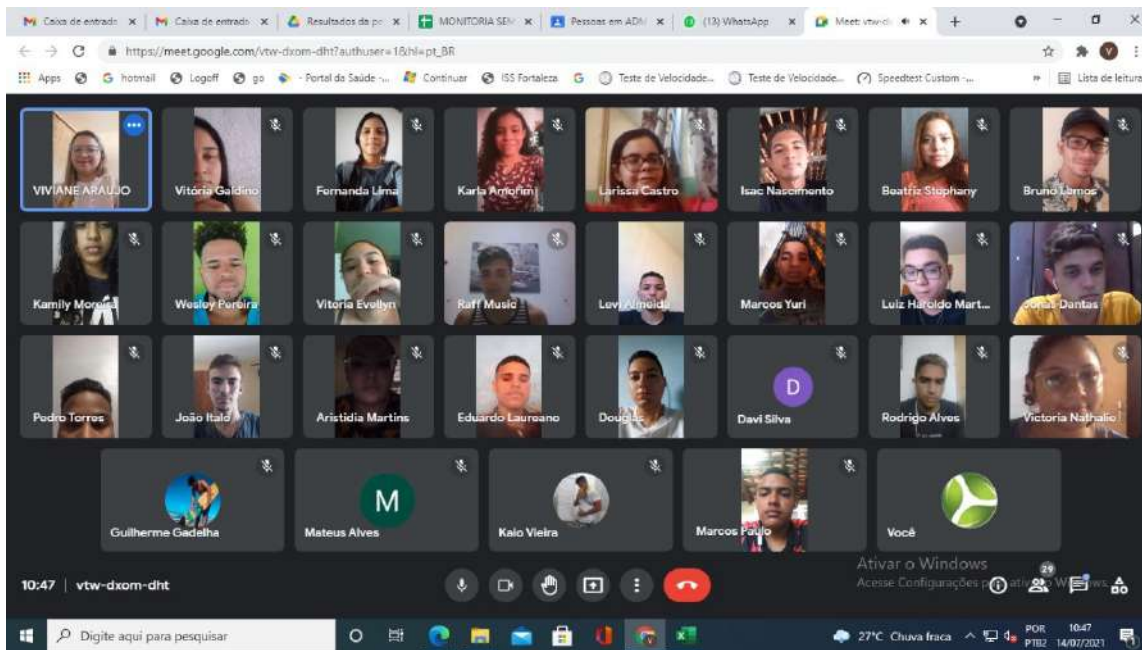 Caixa de entrada
Caixa de entrada
Resultados da pe
MONITORIA SEM
Pessoas em ADM
(13) WhatsApp
Meet: vtw-d
https://meet.google.com/vtw-dxom-dht?authuser=1&hl=pt_BR
Apps
hotmail
Logoff
go
- Portal da Saúde -...
Continuar
ISS Fortaleza
Teste de Velocidade...
Teste de Velocidade...
Speedtest Custom -...
Lista de leitura
VIVIANE ARAUJO
Vitória Galdino
Fernanda Lima
Karla Amorim
Larissa Castro
Isac Nascimento
Beatriz Stephany
Bruno Lemos
Kamily Moreira
Wesley Pereira
Vitoria Evellyn
Raff Music
Levi Almeida
Marcos Yuri
Luiz Haroldo Mart...
Jonas Dantas
Pedro Torres
João Italo
Aristidia Martins
Eduardo Laureano
Douglas
D
Davi Silva
Rodrigo Alves
Victoria Nathalie
Guilherme Gadelha
M
Mateus Alves
Kaio Vieira
Marcos Paulo
Você
Ativar o Windows
Acesse Configurações para ativar o Windows.
10:47 | vtw-dxom-dht
29
Digite aqui para pesquisar
27°C Chuva fraca
POR
PTB2
10:47
14/07/2021